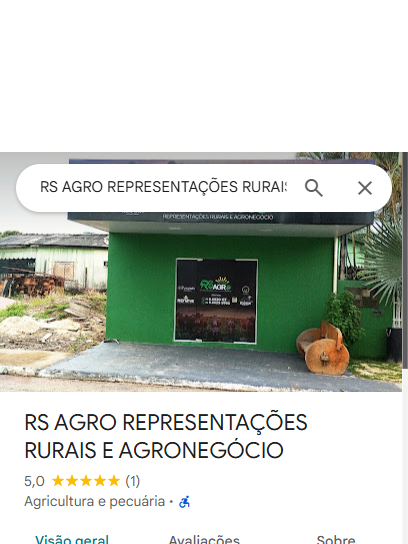 RS AGRO REPRESENTAÇÕES RURAIS
REPRESENTAÇÕES RURAIS E AGRONEGÓCIO
RS AGRO
RS AGRO REPRESENTAÇÕES
RURAIS E AGRONEGÓCIO
5,0 (1)
Agricultura e pecuária ·
Visão geral
Avaliações
Sobre